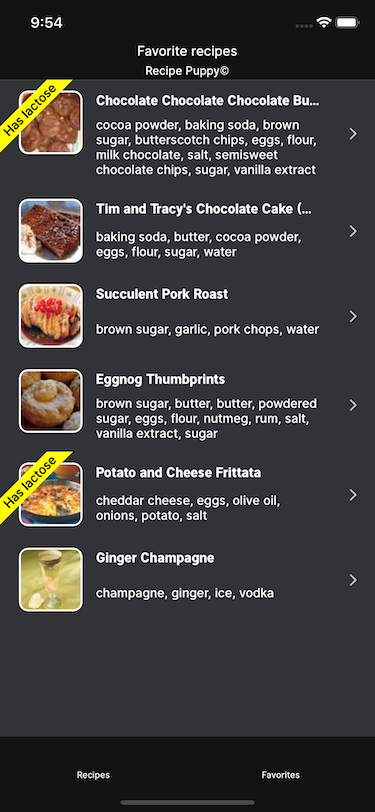 9:54
Favorite recipes
Recipe Puppy©
Has lactose
Chocolate Chocolate Chocolate Bu...
cocoa powder, baking soda, brown
sugar, butterscotch chips, eggs, flour,
milk chocolate, salt, semisweet
chocolate chips, sugar, vanilla extract
Tim and Tracy's Chocolate Cake (...
baking soda, butter, cocoa powder,
eggs, flour, sugar, water
Succulent Pork Roast
brown sugar, garlic, pork chops, water
Eggnog Thumbprints
brown sugar, butter, butter, powdered
sugar, eggs, flour, nutmeg, rum, salt,
vanilla extract, sugar
Has lactose
Potato and Cheese Frittata
cheddar cheese, eggs, olive oil,
onions, potato, salt
Ginger Champagne
champagne, ginger, ice, vodka
Recipes
Favorites